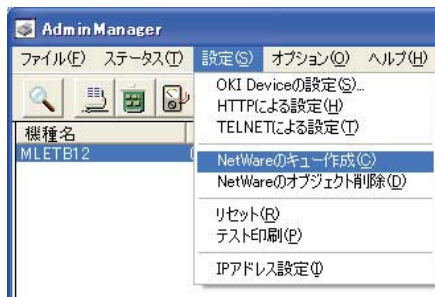 AdminManager
ファイル(F) ステータス(T) 設定(S) オプション(O) ヘルプ(H)
OKI Deviceの設定(S)...
HTTPによる設定(H)
TELNETによる設定(T)
機種名
MLETB12
NetWareのキュー作成(C)
NetWareのオブジェクト削除(D)
リセット(R)
テスト印刷(P)
IPアドレス設定(I)